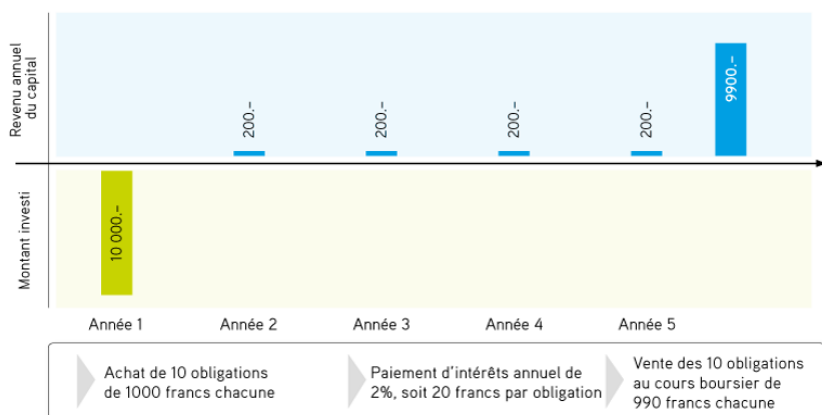 Revenu annuel
du capital
200.–
200.–
200.–
200.–
9900.–
Montant investi
10 000.–
Année 1
Année 2
Année 3
Année 4
Année 5
Achat de 10 obligations
de 1000 francs chacune
Paiement d’intérêts annuel de
2%, soit 20 francs par obligation
Vente des 10 obligations
au cours boursier de
990 francs chacune